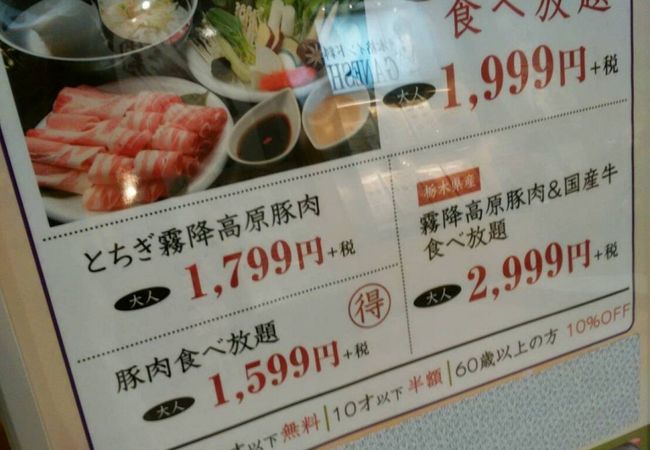 食べ放題
大人 1,999円+税
とちぎ霧降高原豚肉
大人 1,799円+税
栃木県産
霧降高原豚肉&国産牛
食べ放題
大人 2,999円+税
豚肉食べ放題
得
大人 1,599円+税
才以下 無料 | 10才以下 半額 | 60歳以上の方 10%OFF
GANESH